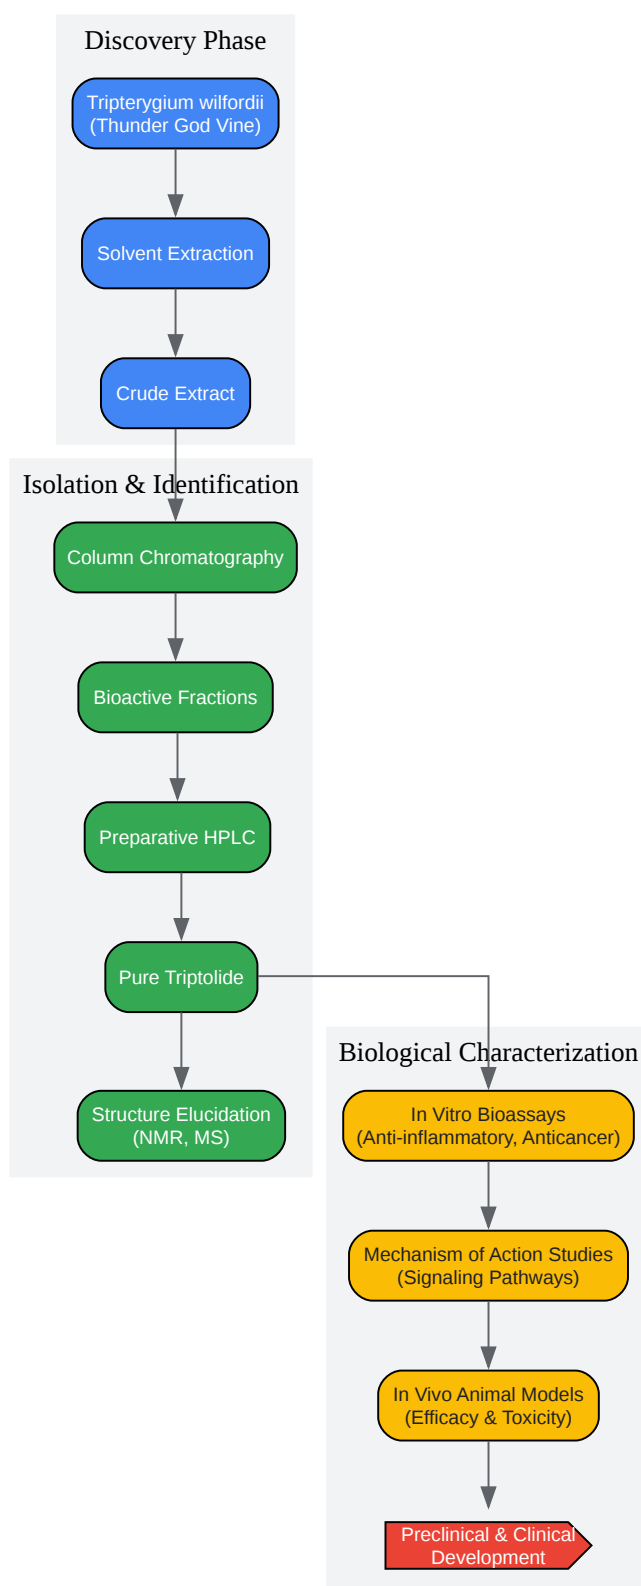 Discovery Phase
Tripterygium wilfordii
(Thunder God Vine)
Solvent Extraction
Crude Extract
Isolation & Identification
Column Chromatography
Bioactive Fractions
Preparative HPLC
Pure Triptolide
Structure Elucidation
(NMR, MS)
Biological Characterization
In Vitro Bioassays
(Anti-inflammatory, Anticancer)
Mechanism of Action Studies
(Signaling Pathways)
In Vivo Animal Models
(Efficacy & Toxicity)
Preclinical & Clinical
Development